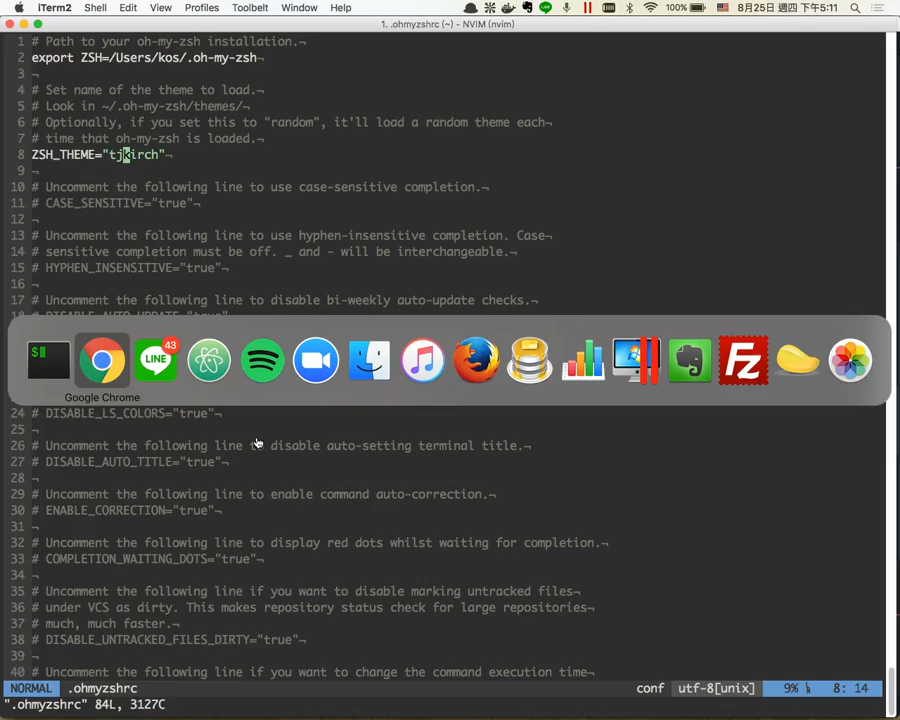 iTerm2 Shell Edit View Profiles Toolbelt Window Help 100% 8月25日 週四 下午5:11
1. .ohmyzshrc (~) - NVIM (nvim)
1 # Path to your oh-my-zsh installation.¬
2 export ZSH=/Users/kos/.oh-my-zsh¬
3 ¬
4 # Set name of the theme to load.¬
5 # Look in ~/.oh-my-zsh/themes/¬
6 # Optionally, if you set this to "random", it'll load a random theme each¬
7 # time that oh-my-zsh is loaded.¬
8 ZSH_THEME="tjkirch"¬
9 ¬
10 # Uncomment the following line to use case-sensitive completion.¬
11 # CASE_SENSITIVE="true"¬
12 ¬
13 # Uncomment the following line to use hyphen-insensitive completion. Case¬
14 # sensitive completion must be off. _ and - will be interchangeable.¬
15 # HYPHEN_INSENSITIVE="true"¬
16 ¬
17 # Uncomment the following line to disable bi-weekly auto-update checks.¬
18 # DISABLE_AUTO_UPDATE="true"¬
$
LINE
43
Fz
Google Chrome
24 # DISABLE_LS_COLORS="true"¬
25 ¬
26 # Uncomment the following line to disable auto-setting terminal title.¬
27 # DISABLE_AUTO_TITLE="true"¬
28 ¬
29 # Uncomment the following line to enable command auto-correction.¬
30 # ENABLE_CORRECTION="true"¬
31 ¬
32 # Uncomment the following line to display red dots whilst waiting for completion.¬
33 # COMPLETION_WAITING_DOTS="true"¬
34 ¬
35 # Uncomment the following line if you want to disable marking untracked files¬
36 # under VCS as dirty. This makes repository status check for large repositories¬
37 # much, much faster.¬
38 # DISABLE_UNTRACKED_FILES_DIRTY="true"¬
39 ¬
40 # Uncomment the following line if you want to change the command execution time¬
NORMAL .ohmyzshrc conf utf-8[unix] 9% 8: 14
".ohmyzshrc" 84L, 3127C